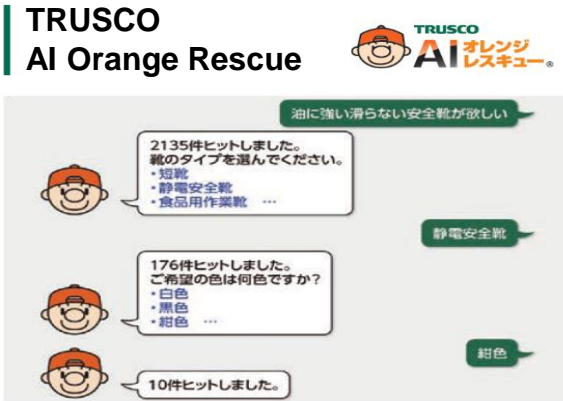 TRUSCO
AI Orange Rescue
TRUSCO
AI オレンジ
レスキュー®
油に強い滑らない安全靴が欲しい
2135件ヒットしました。
靴のタイプを選んでください。
・短靴
・静電安全靴
・食品用作業靴 …
静電安全靴
176件ヒットしました。
ご希望の色は何色ですか?
・白色
・黒色
・紺色 …
紺色
10件ヒットしました。